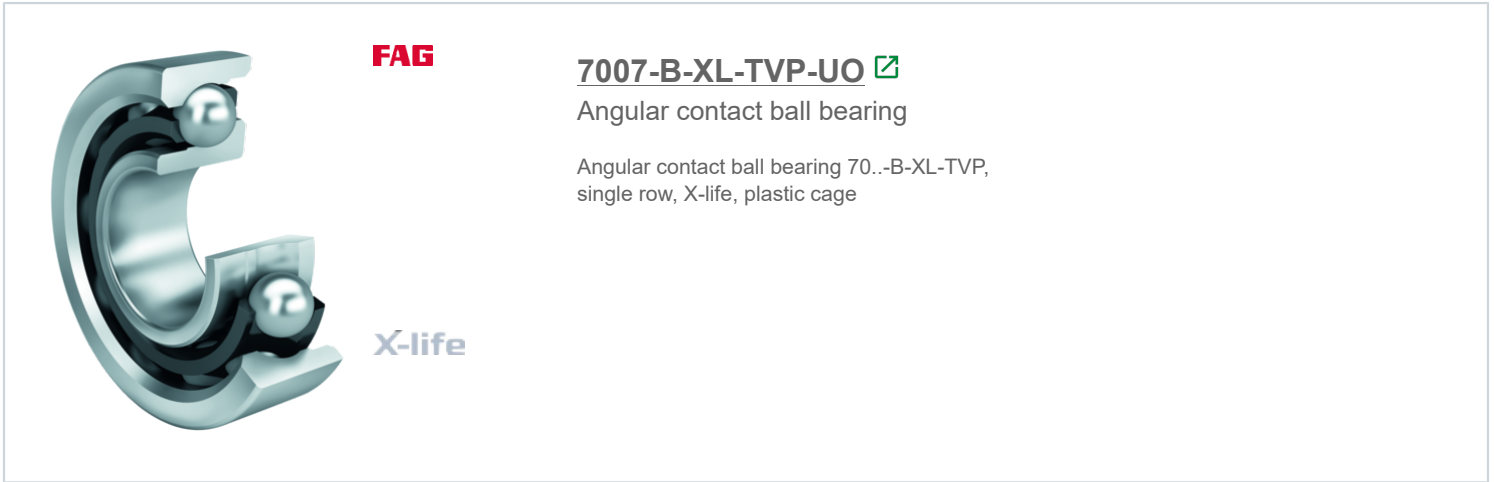 FAG
7007-B-XL-TVP-UO
Angular contact ball bearing
Angular contact ball bearing 70..-B-XL-TVP,
single row, X-life, plastic cage
X-life